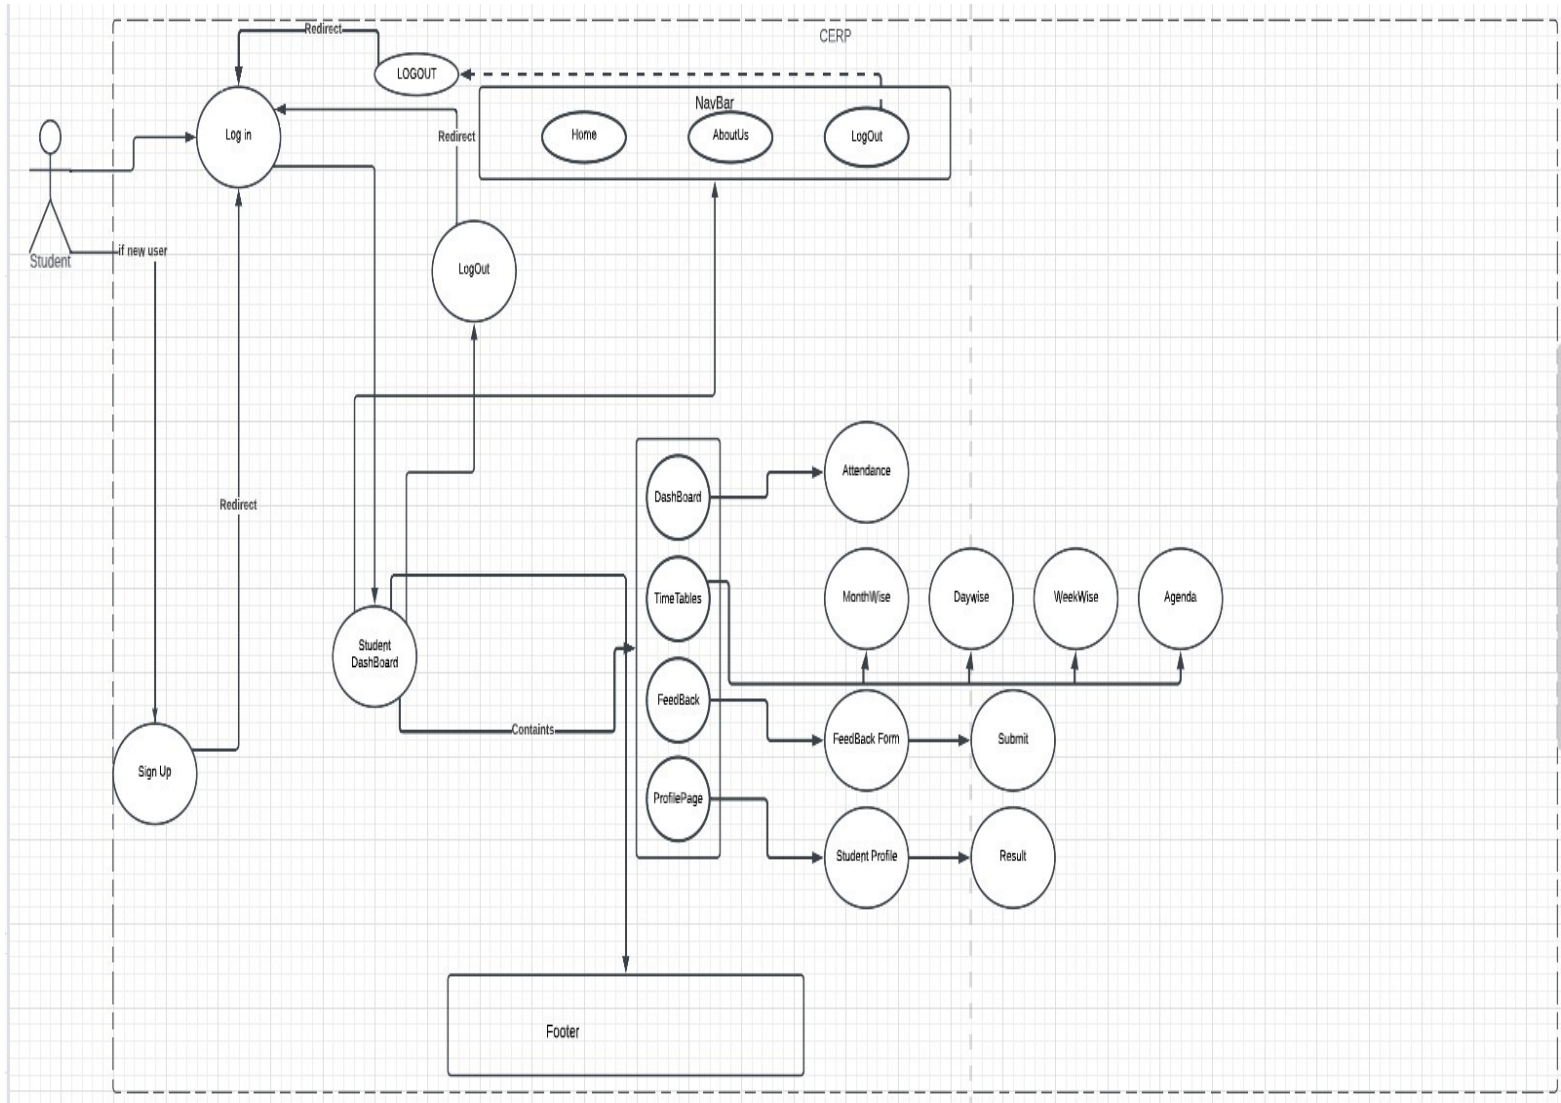 Redirect
CERP
LOGOUT
NavBar
Log in
Redirect
Home
AboutUs
LogOut
if new user
Student
LogOut
DashBoard
Attendance
Redirect
TimeTables
MonthWise
Daywise
WeekWise
Agenda
Student
DashBoard
FeedBack
Containts
FeedBack Form
Submit
Sign Up
ProfilePage
Student Profile
Result
Footer